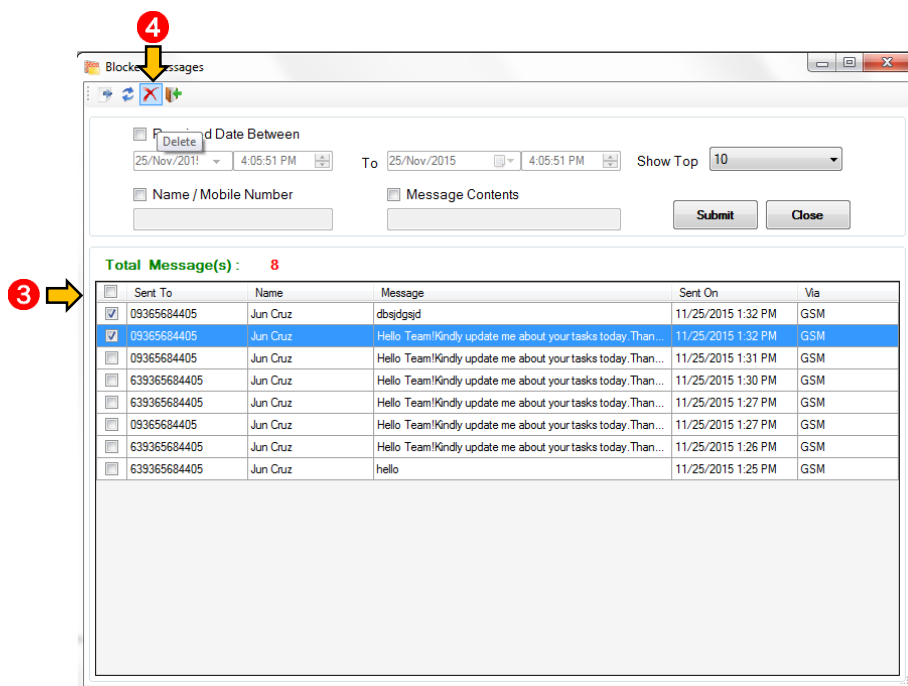 4
Blocked Messages
Received Date Between
Delete
25/Nov/2015 4:05:51 PM To 25/Nov/2015 4:05:51 PM Show Top 10
Name / Mobile Number Message Contents
Submit Close
Total Message(s) : 8
3
Sent To Name Message Sent On Via
09365684405 Jun Cruz dbsjdgsjd 11/25/2015 1:32 PM GSM
09365684405 Jun Cruz Hello Team!Kindly update me about your tasks today.Than... 11/25/2015 1:32 PM GSM
09365684405 Jun Cruz Hello Team!Kindly update me about your tasks today.Than... 11/25/2015 1:31 PM GSM
639365684405 Jun Cruz Hello Team!Kindly update me about your tasks today.Than... 11/25/2015 1:30 PM GSM
639365684405 Jun Cruz Hello Team!Kindly update me about your tasks today.Than... 11/25/2015 1:27 PM GSM
09365684405 Jun Cruz Hello Team!Kindly update me about your tasks today.Than... 11/25/2015 1:27 PM GSM
639365684405 Jun Cruz Hello Team!Kindly update me about your tasks today.Than... 11/25/2015 1:26 PM GSM
639365684405 Jun Cruz hello 11/25/2015 1:25 PM GSM